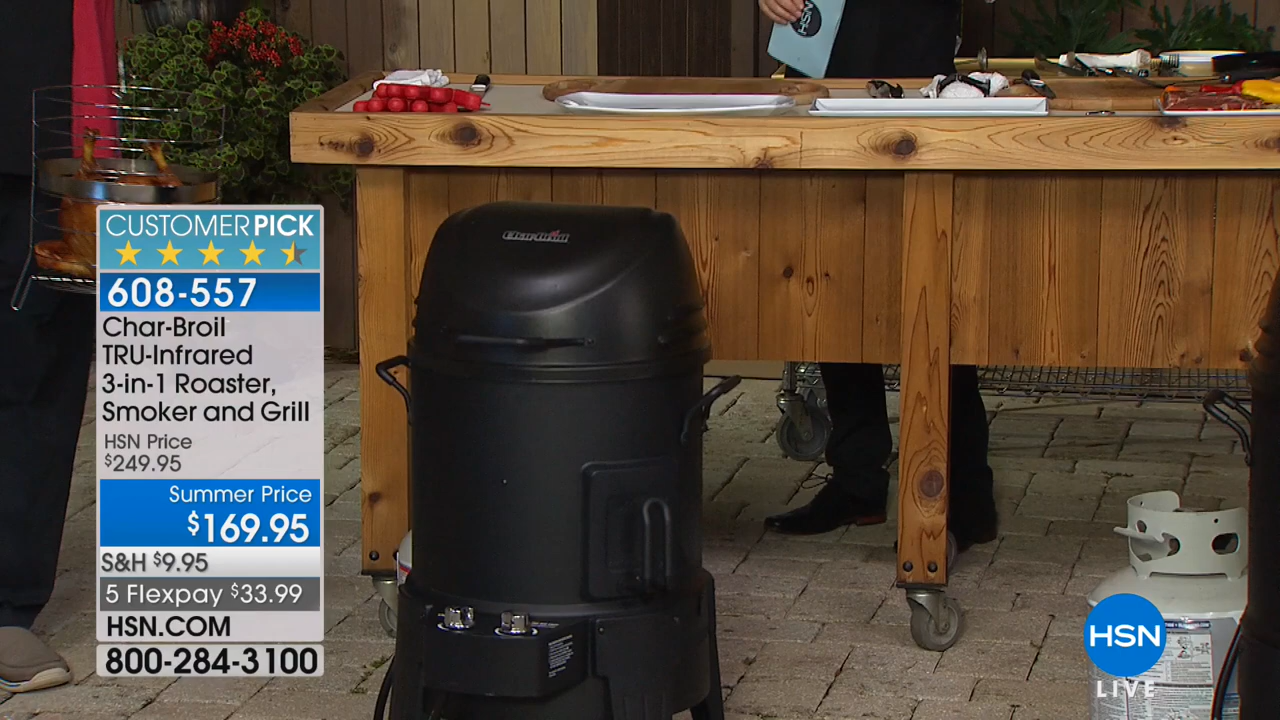 HSN
CUSTOMER PICK
608-557
Char-Broil
TRU-Infrared
3-in-1 Roaster,
Smoker and Grill
HSN Price
$249.95
Summer Price
$169.95
S&H $9.95
5 Flexpay $33.99
HSN.COM
800-284-3100
Char-Broil
HSN
LIVE